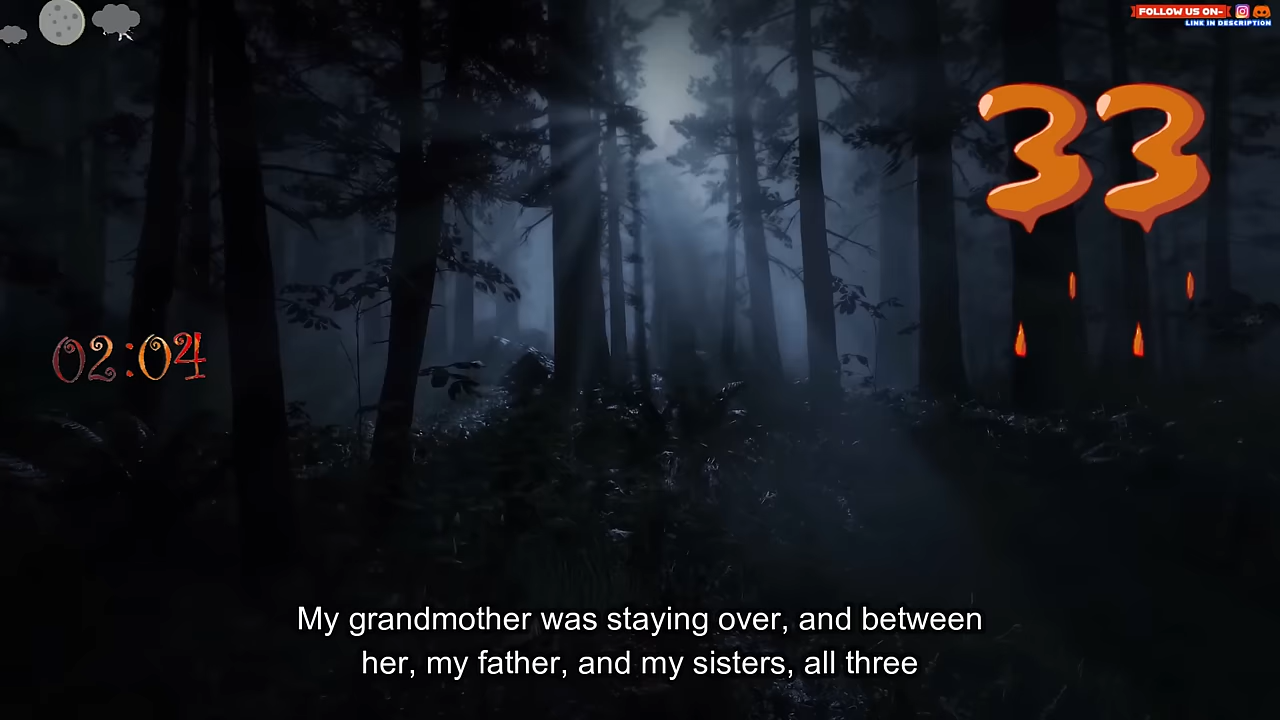 FOLLOW US ON-
LINK IN DESCRIPTION
33
02:04
My grandmother was staying over, and between
her, my father, and my sisters, all three